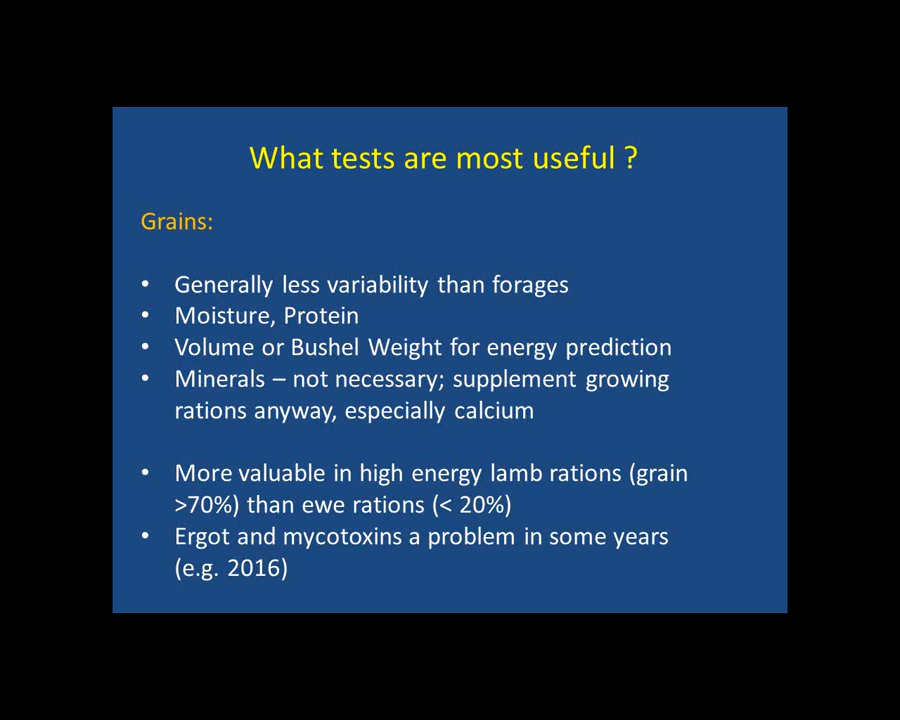 What tests are most useful ?
Grains:
• Generally less variability than forages
• Moisture, Protein
• Volume or Bushel Weight for energy prediction
• Minerals – not necessary; supplement growing
rations anyway, especially calcium
• More valuable in high energy lamb rations (grain
>70%) than ewe rations (< 20%)
• Ergot and mycotoxins a problem in some years
(e.g. 2016)